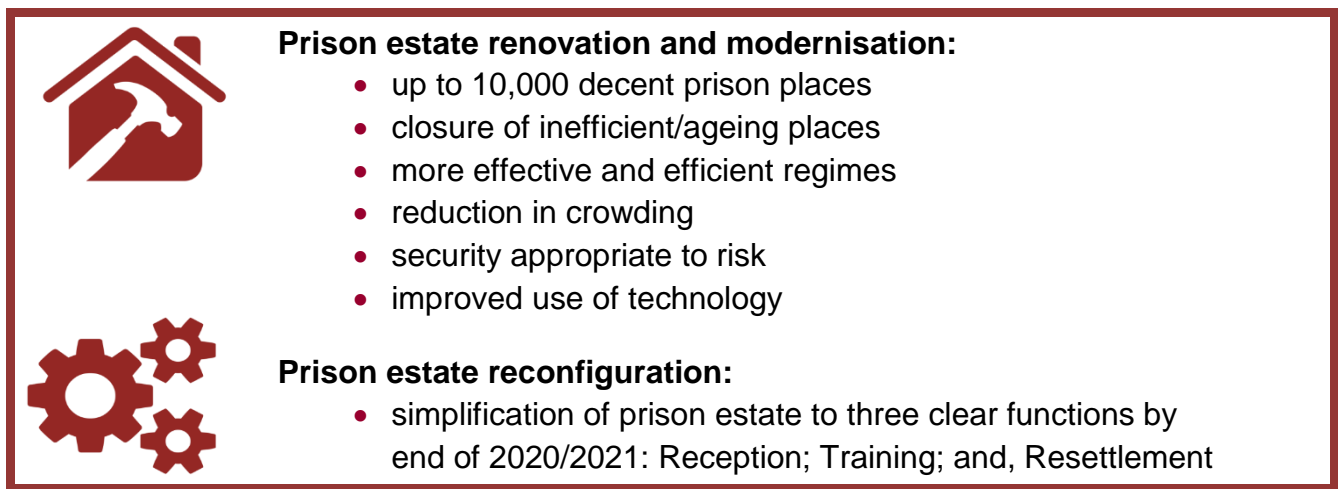 Prison estate renovation and modernisation:
• up to 10,000 decent prison places
• closure of inefficient/ageing places
• more effective and efficient regimes
• reduction in crowding
• security appropriate to risk
• improved use of technology
Prison estate reconfiguration:
• simplification of prison estate to three clear functions by
end of 2020/2021: Reception; Training; and, Resettlement